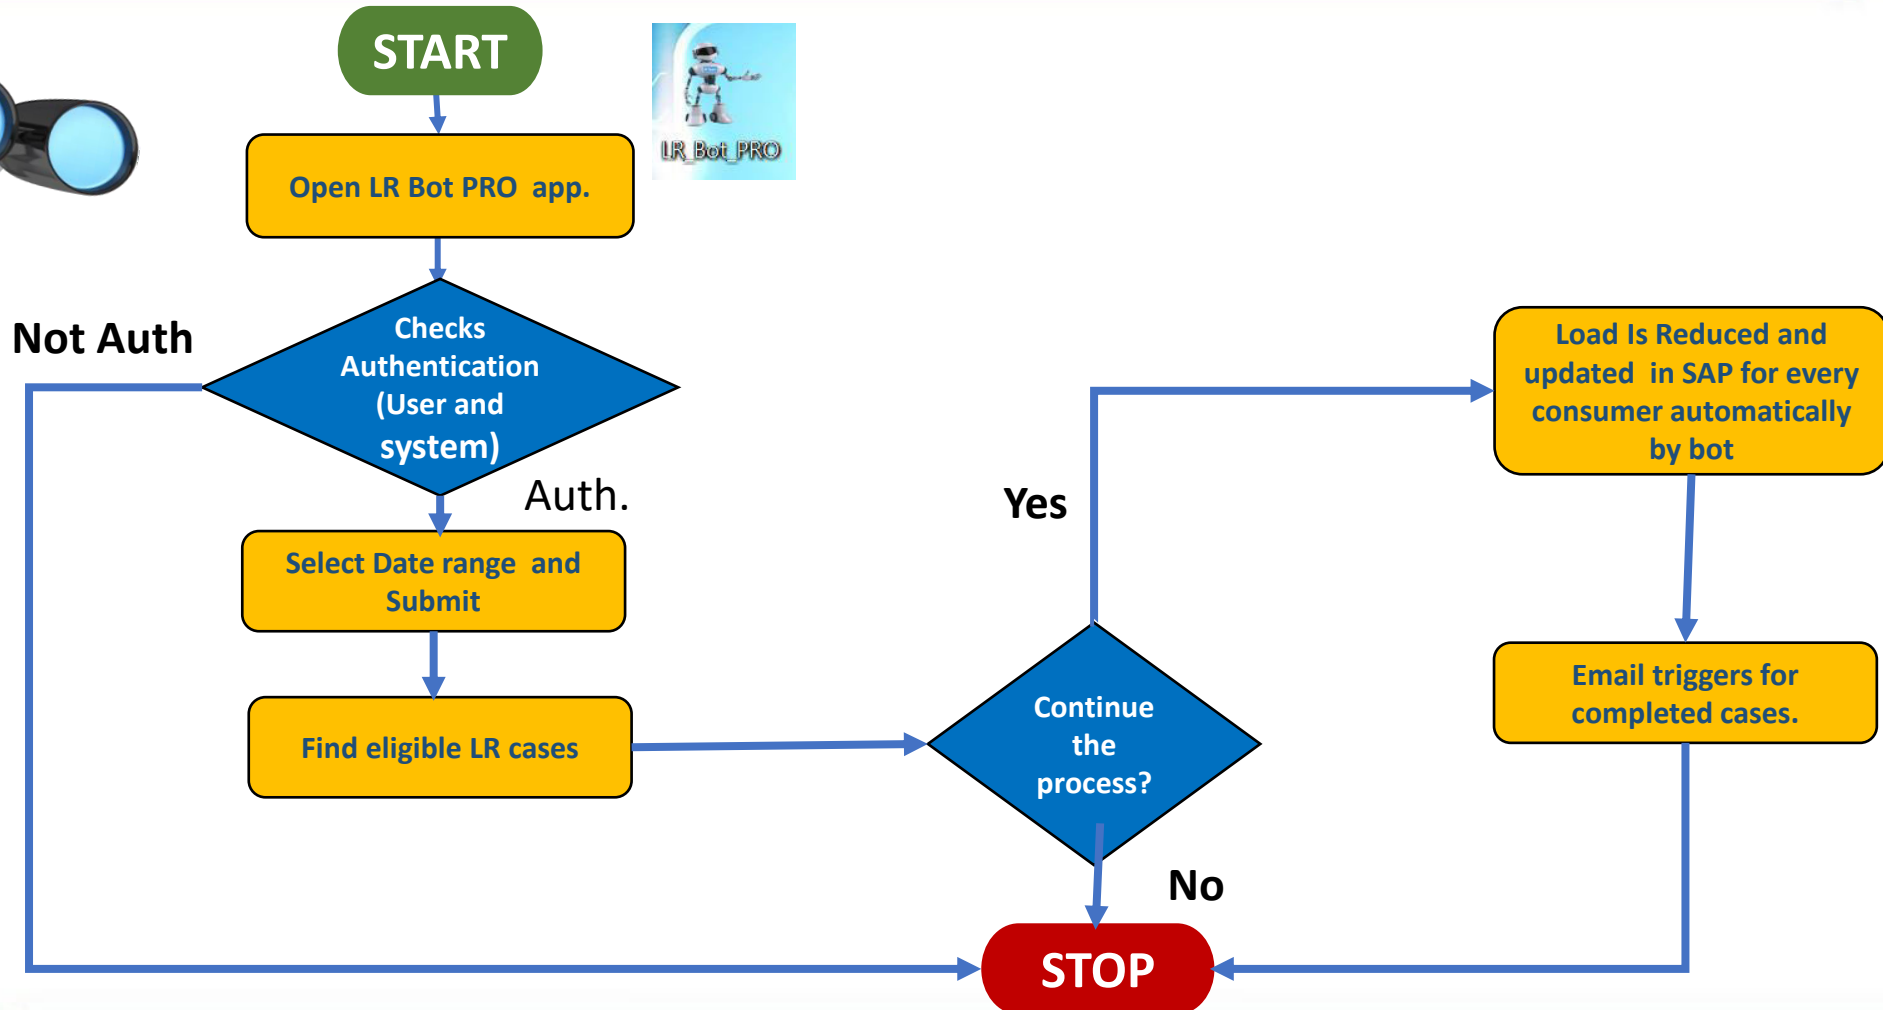 START
LR_Bot_PRO
Open LR Bot PRO  app.
Not Auth
Checks
Authentication
(User and
system)
Auth.
Select Date range  and
Submit
Find eligible LR cases
Continue
the
process?
Yes
No
Load Is Reduced and
updated  in SAP for every
consumer automatically
by bot
Email triggers for
completed cases.
STOP